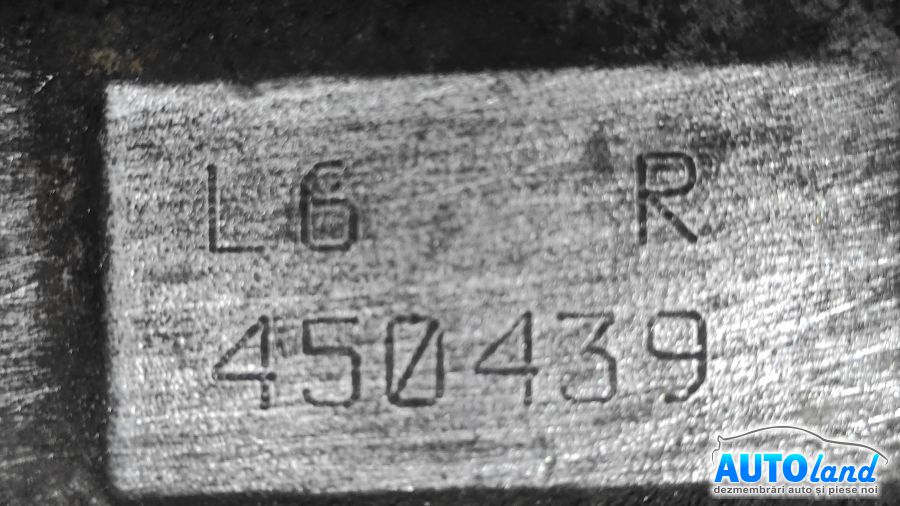 L6 R
450439
AUTOland
dezmembrări auto și piese noi